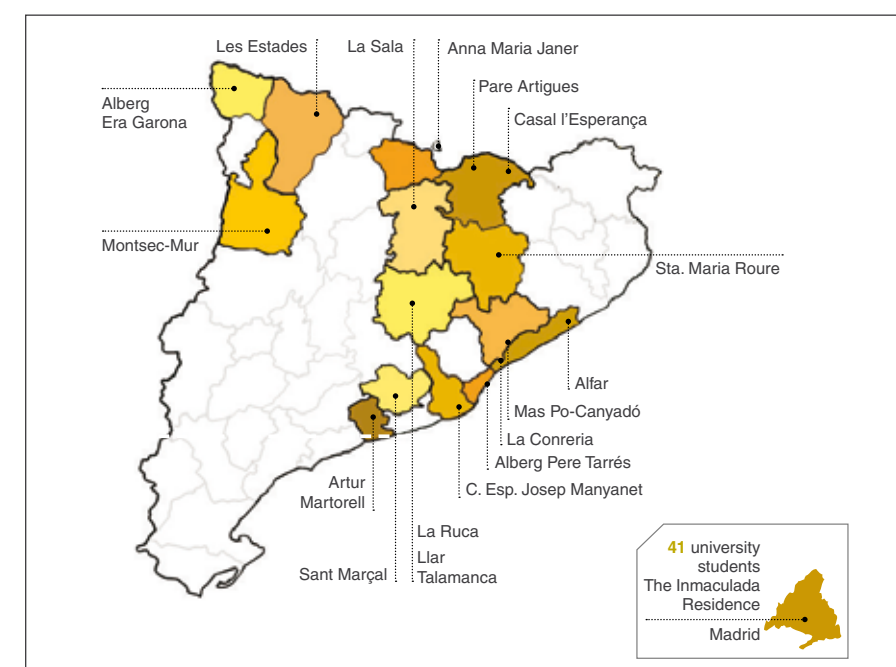 Les Estades
La Sala
Anna Maria Janer
Pare Artigues
Alberg
Era Garona
Casal l’Esperança
Montsec-Mur
Sta. Maria Roure
Alfar
Mas Po-Canyadó
La Conreria
Alberg Pere Tarrés
C. Esp. Josep Manyanet
Artur
Martorell
La Ruca
Llar
Talamanca
Sant Marçal
41 university
students
The Inmaculada
Residence
Madrid